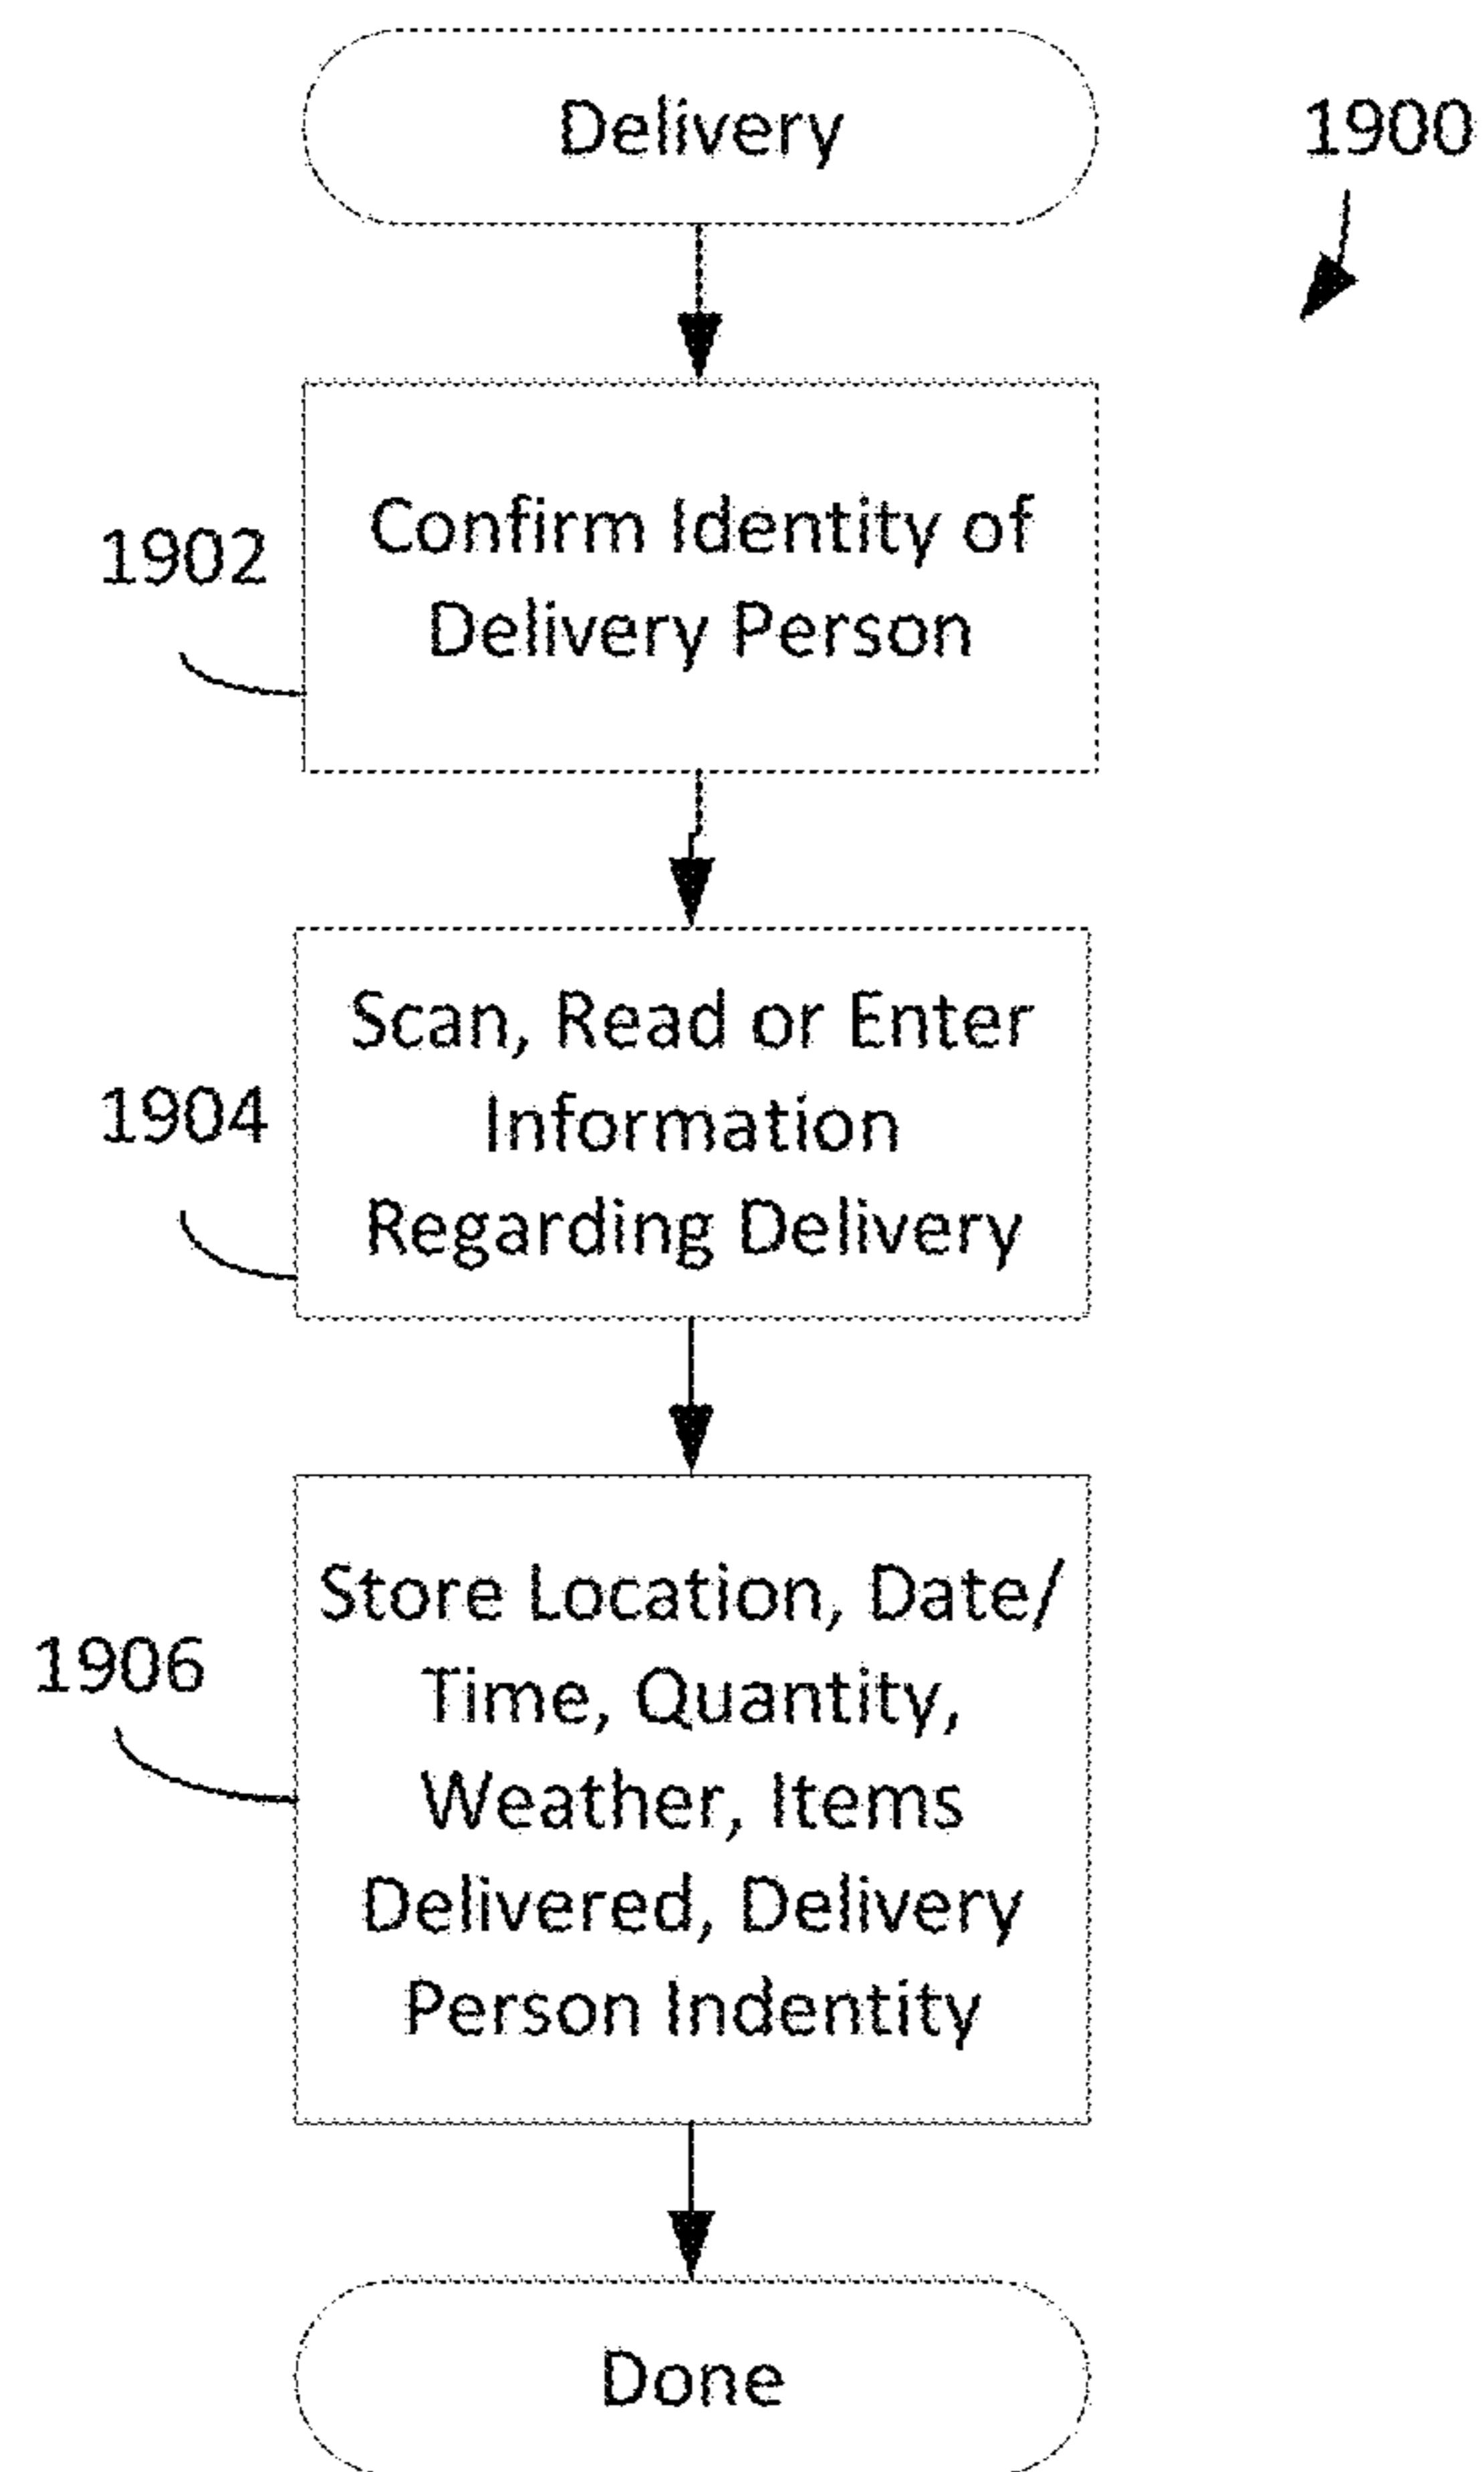 Delivery
1900
Confirm Identity of
Delivery Person
1902
Scan, Read or Enter
Information
Regarding Delivery
1904
Store Location, Date/
Time, Quantity,
Weather, Items
Delivered, Delivery
Person Indentity
1906
Done